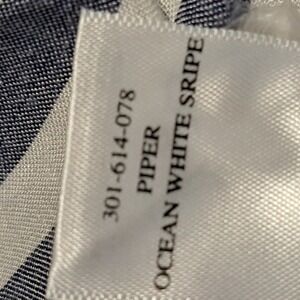 301-614-078
PIPER
OCEAN WHITE SRIPE